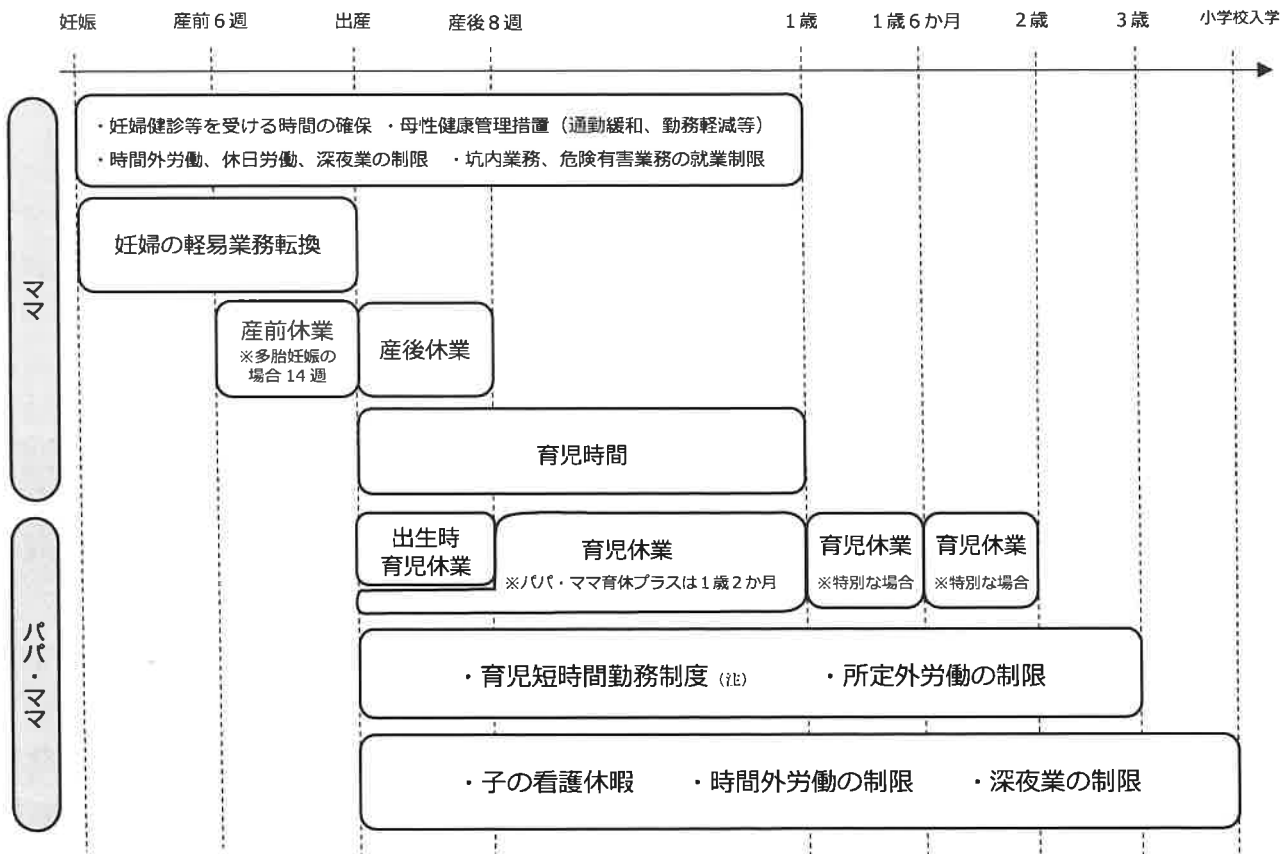 妊娠 産前6週 出産 産後8週 1歳 1歳6か月 2歳 3歳 小学校入学
ママ
・妊婦健診等を受ける時間の確保 ・母性健康管理措置（通勤緩和、勤務軽減等）
・時間外労働、休日労働、深夜業の制限 ・坑内業務、危険有害業務の就業制限
妊婦の軽易業務転換
産前休業
※多胎妊娠の
場合14週
産後休業
育児時間
パパ・ママ
出生時
育児休業
育児休業
※パパ・ママ育休プラスは1歳2か月
育児休業
※特別な場合
育児休業
※特別な場合
・育児短時間勤務制度（注） ・所定外労働の制限
・子の看護休暇 ・時間外労働の制限 ・深夜業の制限